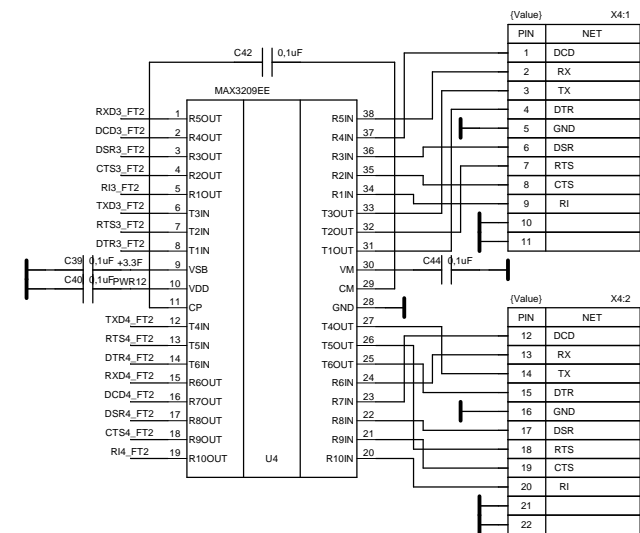 {Value} X4:1
PIN NET
1 DCD
2 RX
3 TX
4 DTR
5 GND
6 DSR
7 RTS
8 CTS
9 RI
10
11
C42 0,1uF
MAX3209EE
RXD3_FT2 1 R5OUT R5IN 38
DCD3_FT2 2 R4OUT R4IN 37
DSR3_FT2 3 R3OUT R3IN 36
CTS3_FT2 4 R2OUT R2IN 35
RI3_FT2 5 R1OUT R1IN 34
TXD3_FT2 6 T3IN T3OUT 33
RTS3_FT2 7 T2IN T2OUT 32
DTR3_FT2 8 T1IN T1OUT 31
C39 0,1uF +3.3F 9 VSB VM 30 C44 0,1uF
C40 0,1uF PWR12 10 VDD CM 29
11 CP GND 28
TXD4_FT2 12 T4IN T4OUT 27
RTS4_FT2 13 T5IN T5OUT 26
DTR4_FT2 14 T6IN T6OUT 25
RXD4_FT2 15 R6OUT R6IN 24
DCD4_FT2 16 R7OUT R7IN 23
DSR4_FT2 17 R8OUT R8IN 22
CTS4_FT2 18 R9OUT R9IN 21
RI4_FT2 19 R10OUT U4 R10IN 20
{Value} X4:2
PIN NET
12 DCD
13 RX
14 TX
15 DTR
16 GND
17 DSR
18 RTS
19 CTS
20 RI
21
22